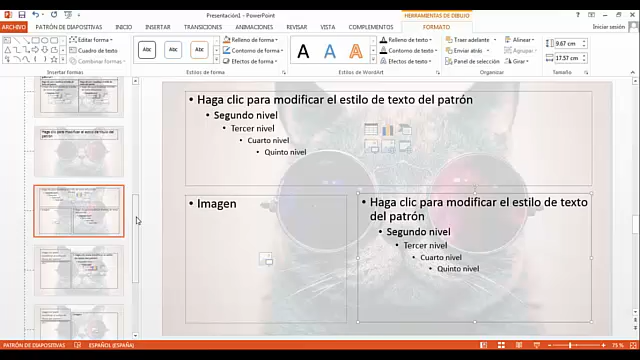 Presentación1 - PowerPoint
HERRAMIENTAS DE DIBUJO
ARCHIVO
PATRÓN DE DIAPOSITIVAS
INICIO
INSERTAR
TRANSICIONES
ANIMACIONES
REVISAR
VISTA
COMPLEMENTOS
FORMATO
Iniciar sesión
Editar forma
Cuadro de texto
Combinar formas
Insertar formas
Abc
Abc
Abc
Relleno de forma
Contorno de forma
Efectos de forma
Estilos de forma
A
A
A
Relleno de texto
Contorno de texto
Efectos de texto
Estilos de WordArt
Traer adelante
Enviar atrás
Panel de selección
Alinear
Agrupar
Girar
Organizar
9,67 cm
17,57 cm
Tamaño
• Haga clic para modificar el estilo de texto del patrón
• Segundo nivel
• Tercer nivel
• Cuarto nivel
• Quinto nivel
• Imagen
• Haga clic para modificar el estilo de texto
del patrón
• Segundo nivel
• Tercer nivel
• Cuarto nivel
• Quinto nivel
PATRÓN DE DIAPOSITIVAS
ESPAÑOL (ESPAÑA)
75 %